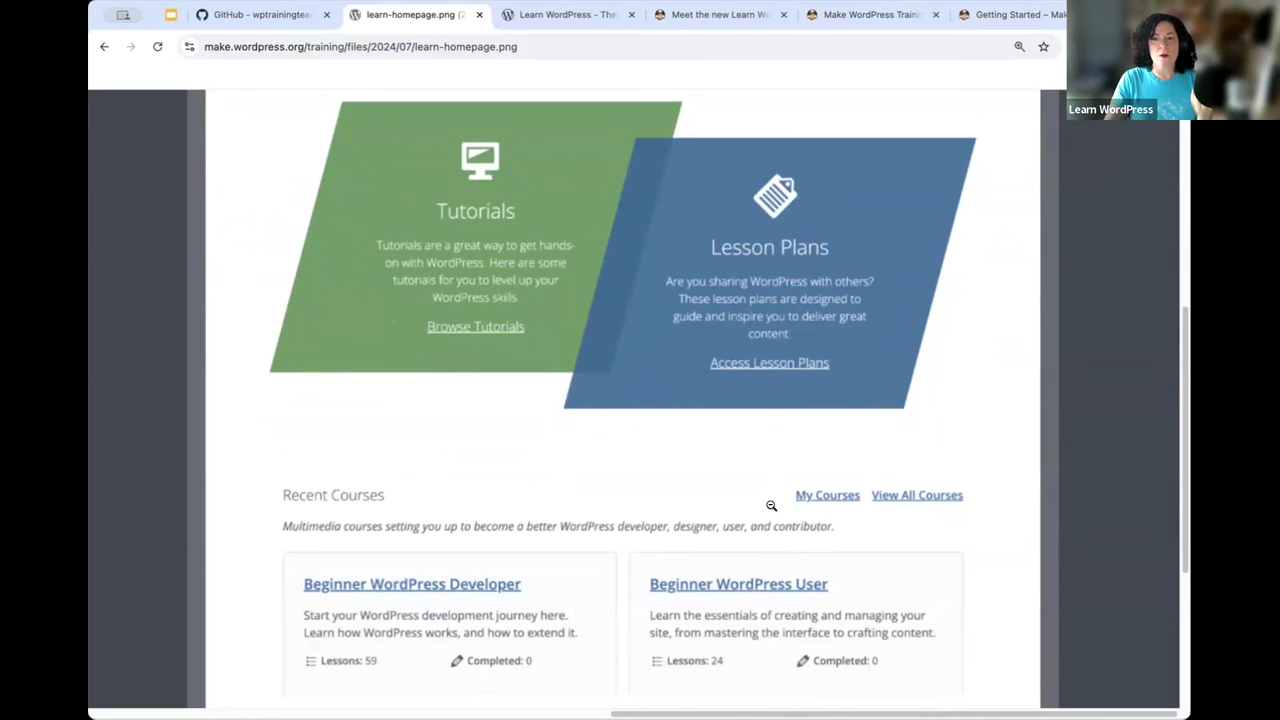 GitHub - wptrainingtea
learn-homepage.png (2
Learn WordPress - The
Meet the new Learn Wo
Make WordPress Traini
Getting Started – Mak
make.wordpress.org/training/files/2024/07/learn-homepage.png
Learn WordPress
Tutorials
Tutorials are a great way to get hands-
on with WordPress. Here are some
tutorials for you to level up your
WordPress skills.
Browse Tutorials
Lesson Plans
Are you sharing WordPress with others?
These lesson plans are designed to
guide and inspire you to deliver great
content.
Access Lesson Plans
Recent Courses
My Courses
View All Courses
Multimedia courses setting you up to become a better WordPress developer, designer, user, and contributor.
Beginner WordPress Developer
Start your WordPress development journey here.
Learn how WordPress works, and how to extend it.
Lessons: 59
Completed: 0
Beginner WordPress User
Learn the essentials of creating and managing your
site, from mastering the interface to crafting content.
Lessons: 24
Completed: 0